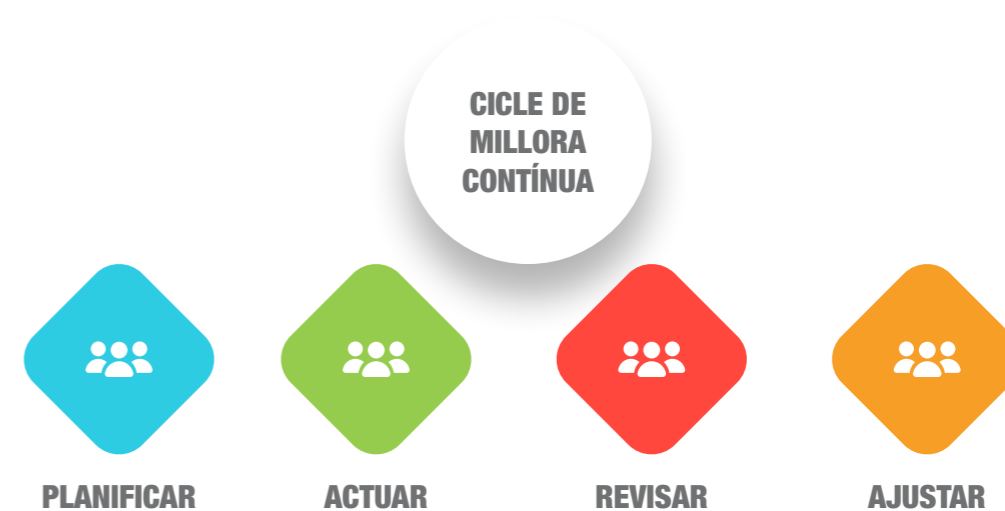 CICLE DE
MILLORA
CONTÍNUA
PLANIFICAR
ACTUAR
REVISAR
AJUSTAR